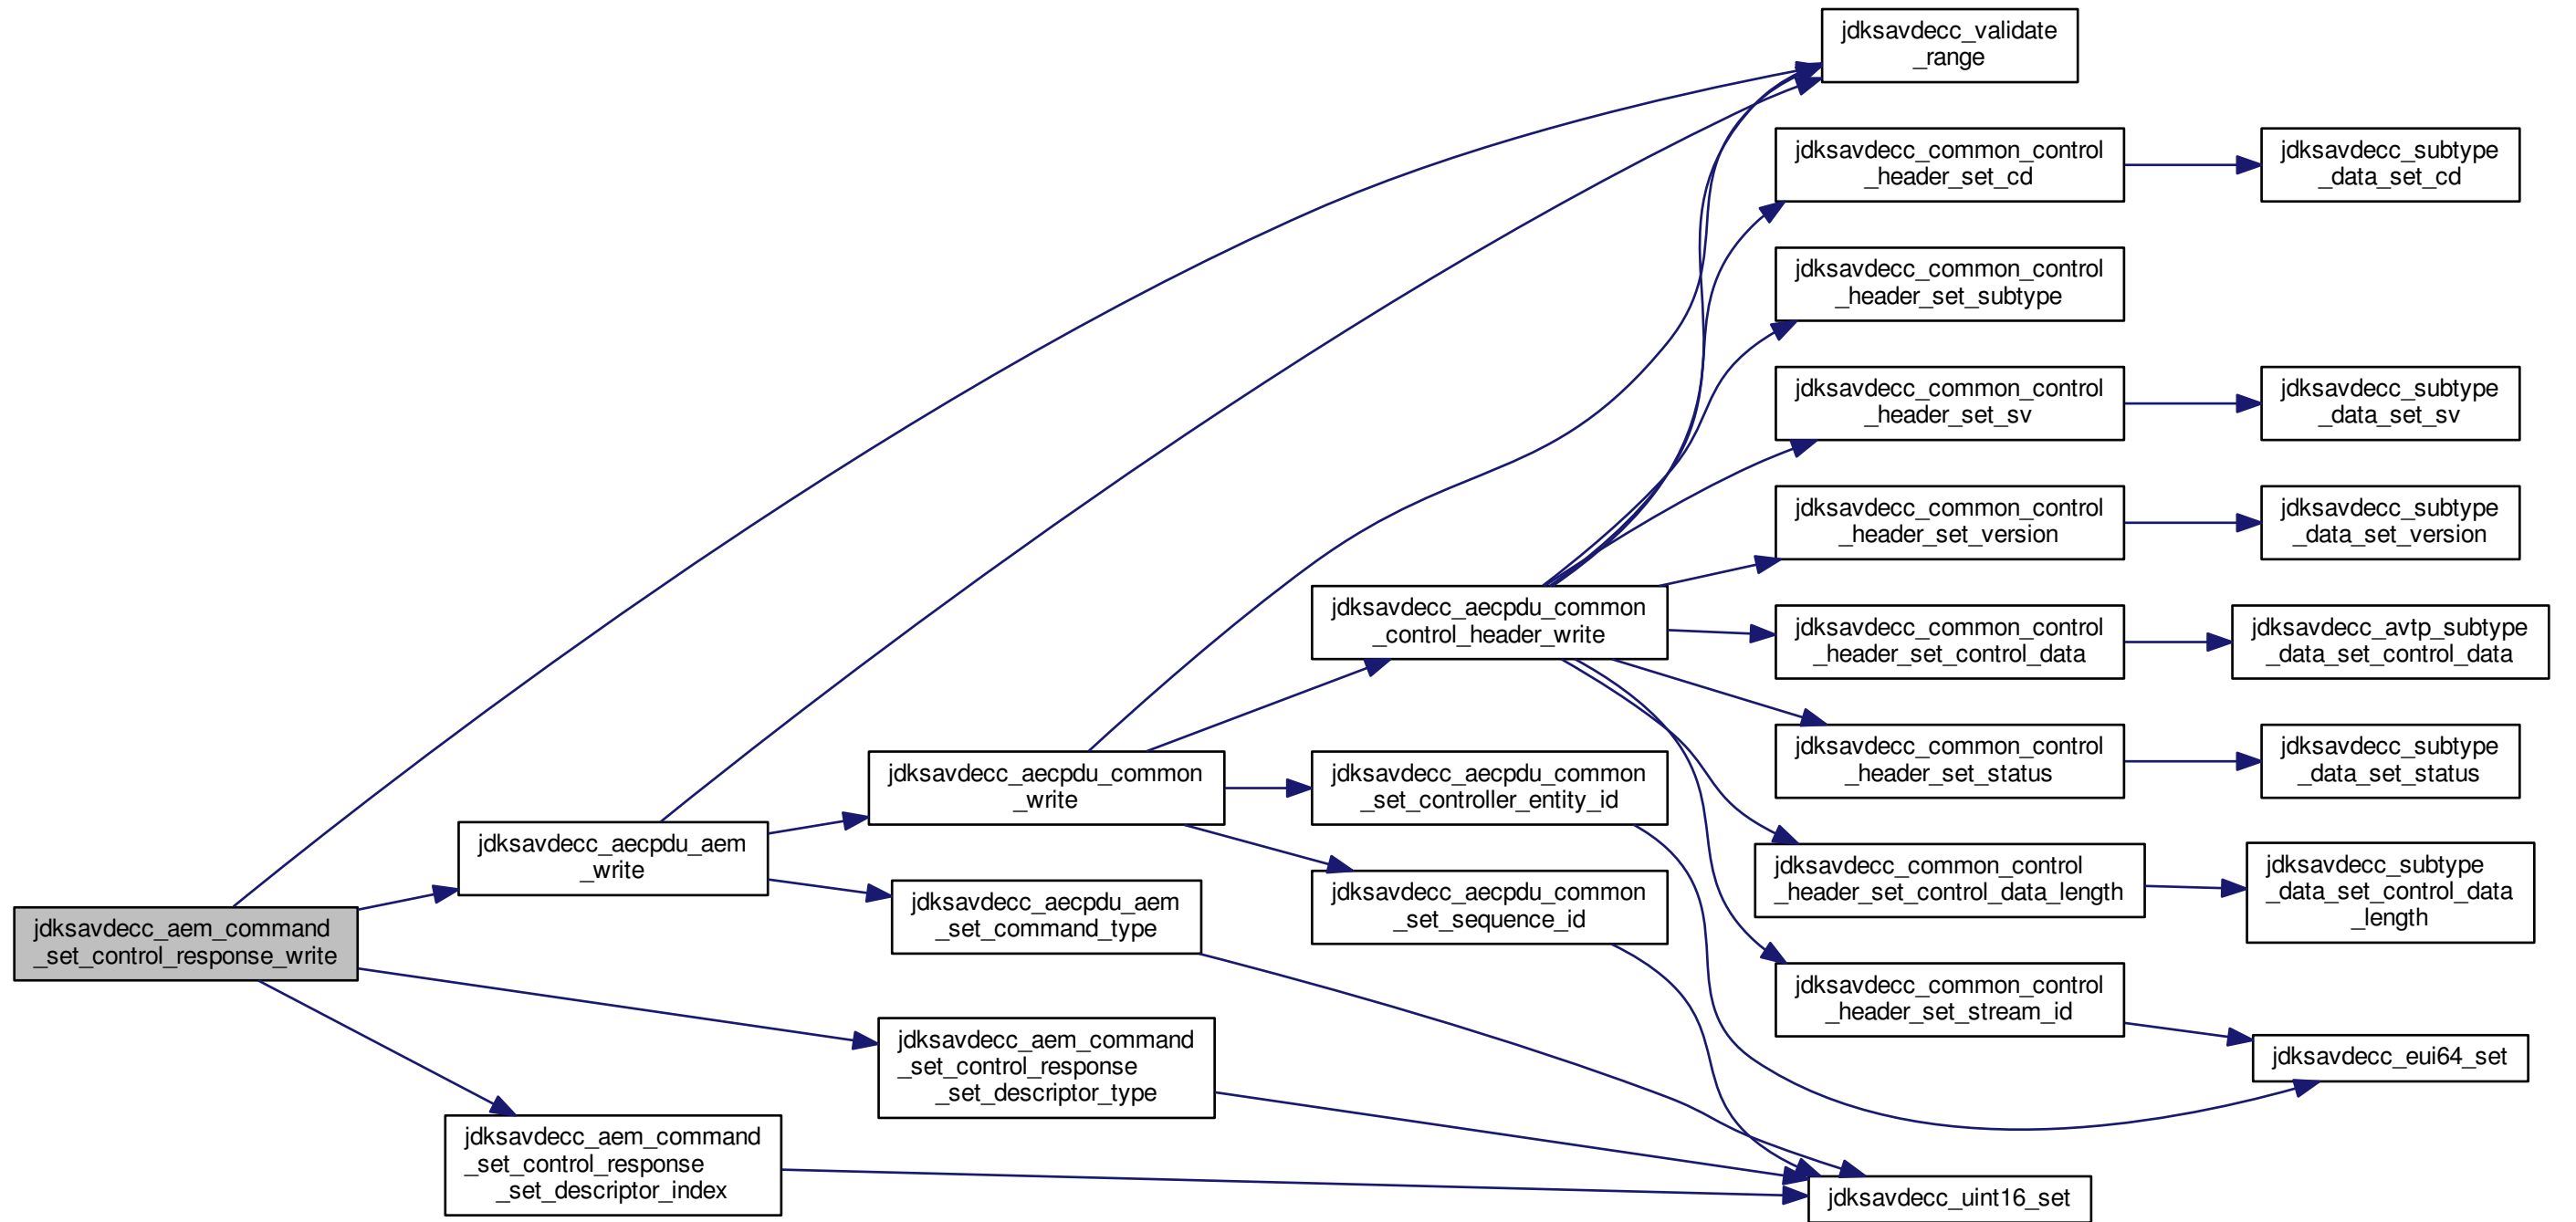 jdksavdecc_aem_command
_set_control_response_write
jdksavdecc_aecpdu_aem
_write
jdksavdecc_aem_command
_set_control_response
_set_descriptor_index
jdksavdecc_aecpdu_common
_write
jdksavdecc_aecpdu_aem
_set_command_type
jdksavdecc_aem_command
_set_control_response
_set_descriptor_type
jdksavdecc_aecpdu_common
_control_header_write
jdksavdecc_aecpdu_common
_set_controller_entity_id
jdksavdecc_aecpdu_common
_set_sequence_id
jdksavdecc_validate
_range
jdksavdecc_common_control
_header_set_cd
jdksavdecc_common_control
_header_set_subtype
jdksavdecc_common_control
_header_set_sv
jdksavdecc_common_control
_header_set_version
jdksavdecc_common_control
_header_set_control_data
jdksavdecc_common_control
_header_set_status
jdksavdecc_common_control
_header_set_control_data_length
jdksavdecc_common_control
_header_set_stream_id
jdksavdecc_uint16_set
jdksavdecc_subtype
_data_set_cd
jdksavdecc_subtype
_data_set_sv
jdksavdecc_subtype
_data_set_version
jdksavdecc_avtp_subtype
_data_set_control_data
jdksavdecc_subtype
_data_set_status
jdksavdecc_subtype
_data_set_control_data
_length
jdksavdecc_eui64_set